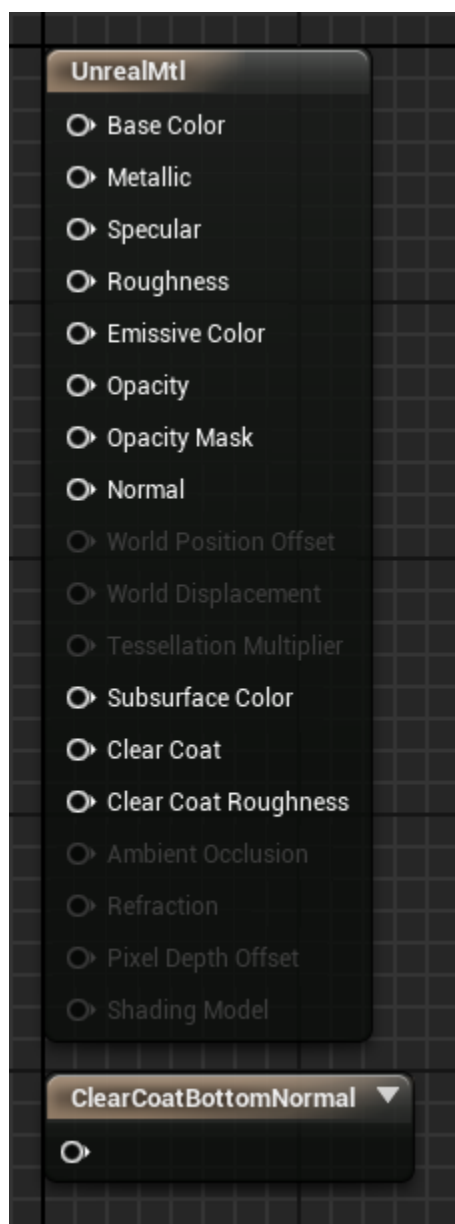 UnrealMtl
Base Color
Metallic
Specular
Roughness
Emissive Color
Opacity
Opacity Mask
Normal
World Position Offset
World Displacement
Tessellation Multiplier
Subsurface Color
Clear Coat
Clear Coat Roughness
Ambient Occlusion
Refraction
Pixel Depth Offset
Shading Model
ClearCoatBottomNormal